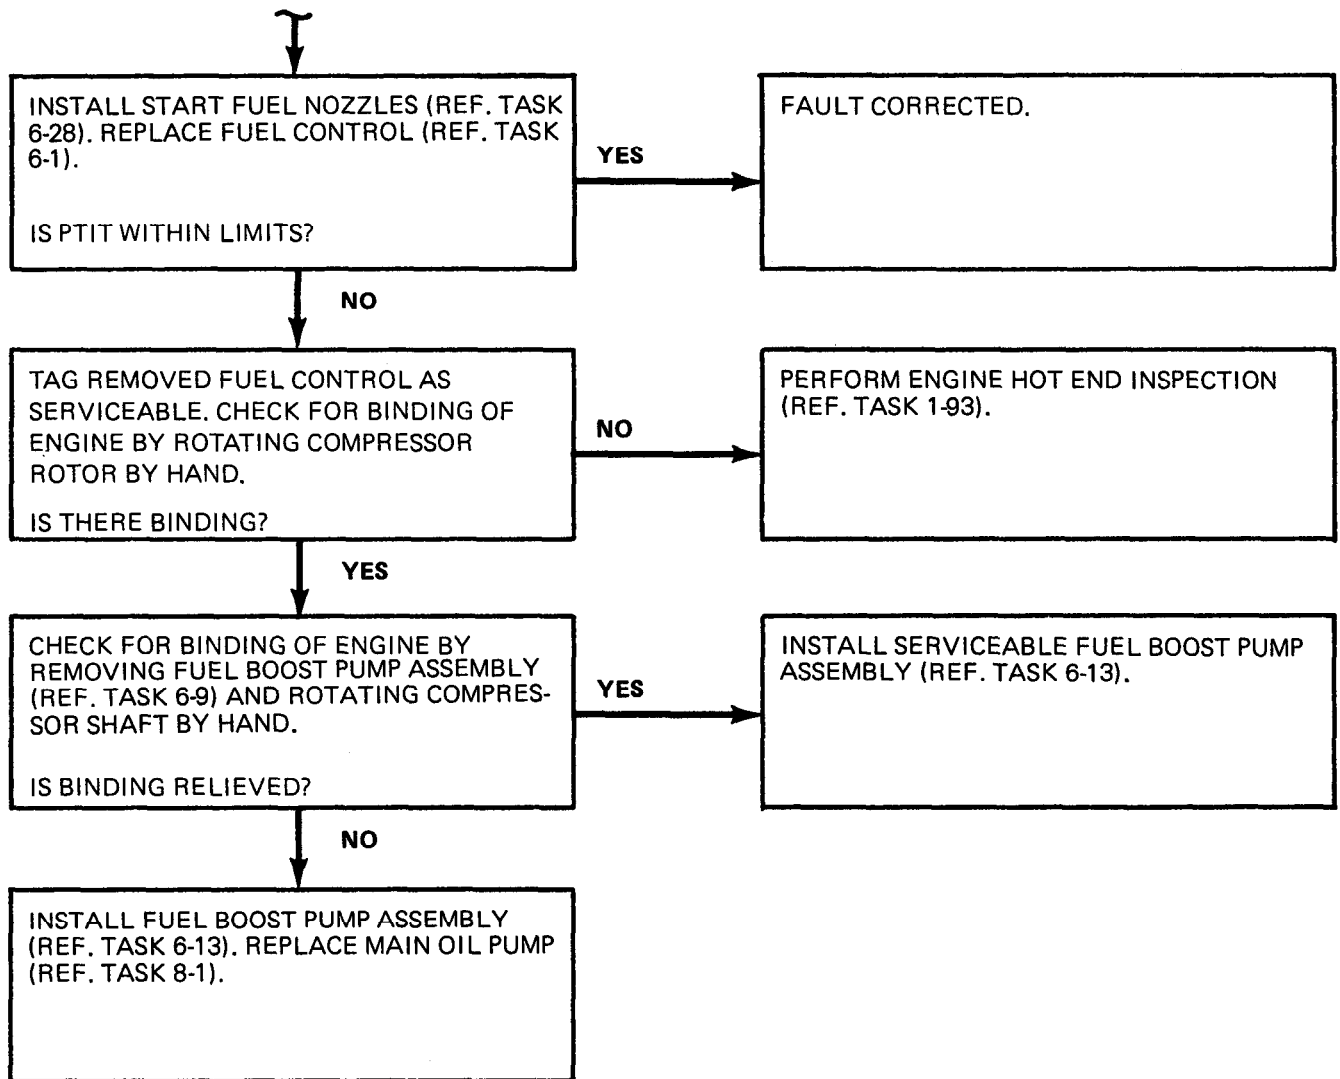 INSTALL START FUEL NOZZLES (REF. TASK
6-28). REPLACE FUEL CONTROL (REF. TASK
6-1).
IS PTIT WITHIN LIMITS?
YES
FAULT CORRECTED.
NO
TAG REMOVED FUEL CONTROL AS
SERVICEABLE. CHECK FOR BINDING OF
ENGINE BY ROTATING COMPRESSOR
ROTOR BY HAND.
IS THERE BINDING?
NO
PERFORM ENGINE HOT END INSPECTION
(REF. TASK 1-93).
YES
CHECK FOR BINDING OF ENGINE BY
REMOVING FUEL BOOST PUMP ASSEMBLY
(REF. TASK 6-9) AND ROTATING COMPRES-
SOR SHAFT BY HAND.
IS BINDING RELIEVED?
YES
INSTALL SERVICEABLE FUEL BOOST PUMP
ASSEMBLY (REF. TASK 6-13).
NO
INSTALL FUEL BOOST PUMP ASSEMBLY
(REF. TASK 6-13). REPLACE MAIN OIL PUMP
(REF. TASK 8-1).